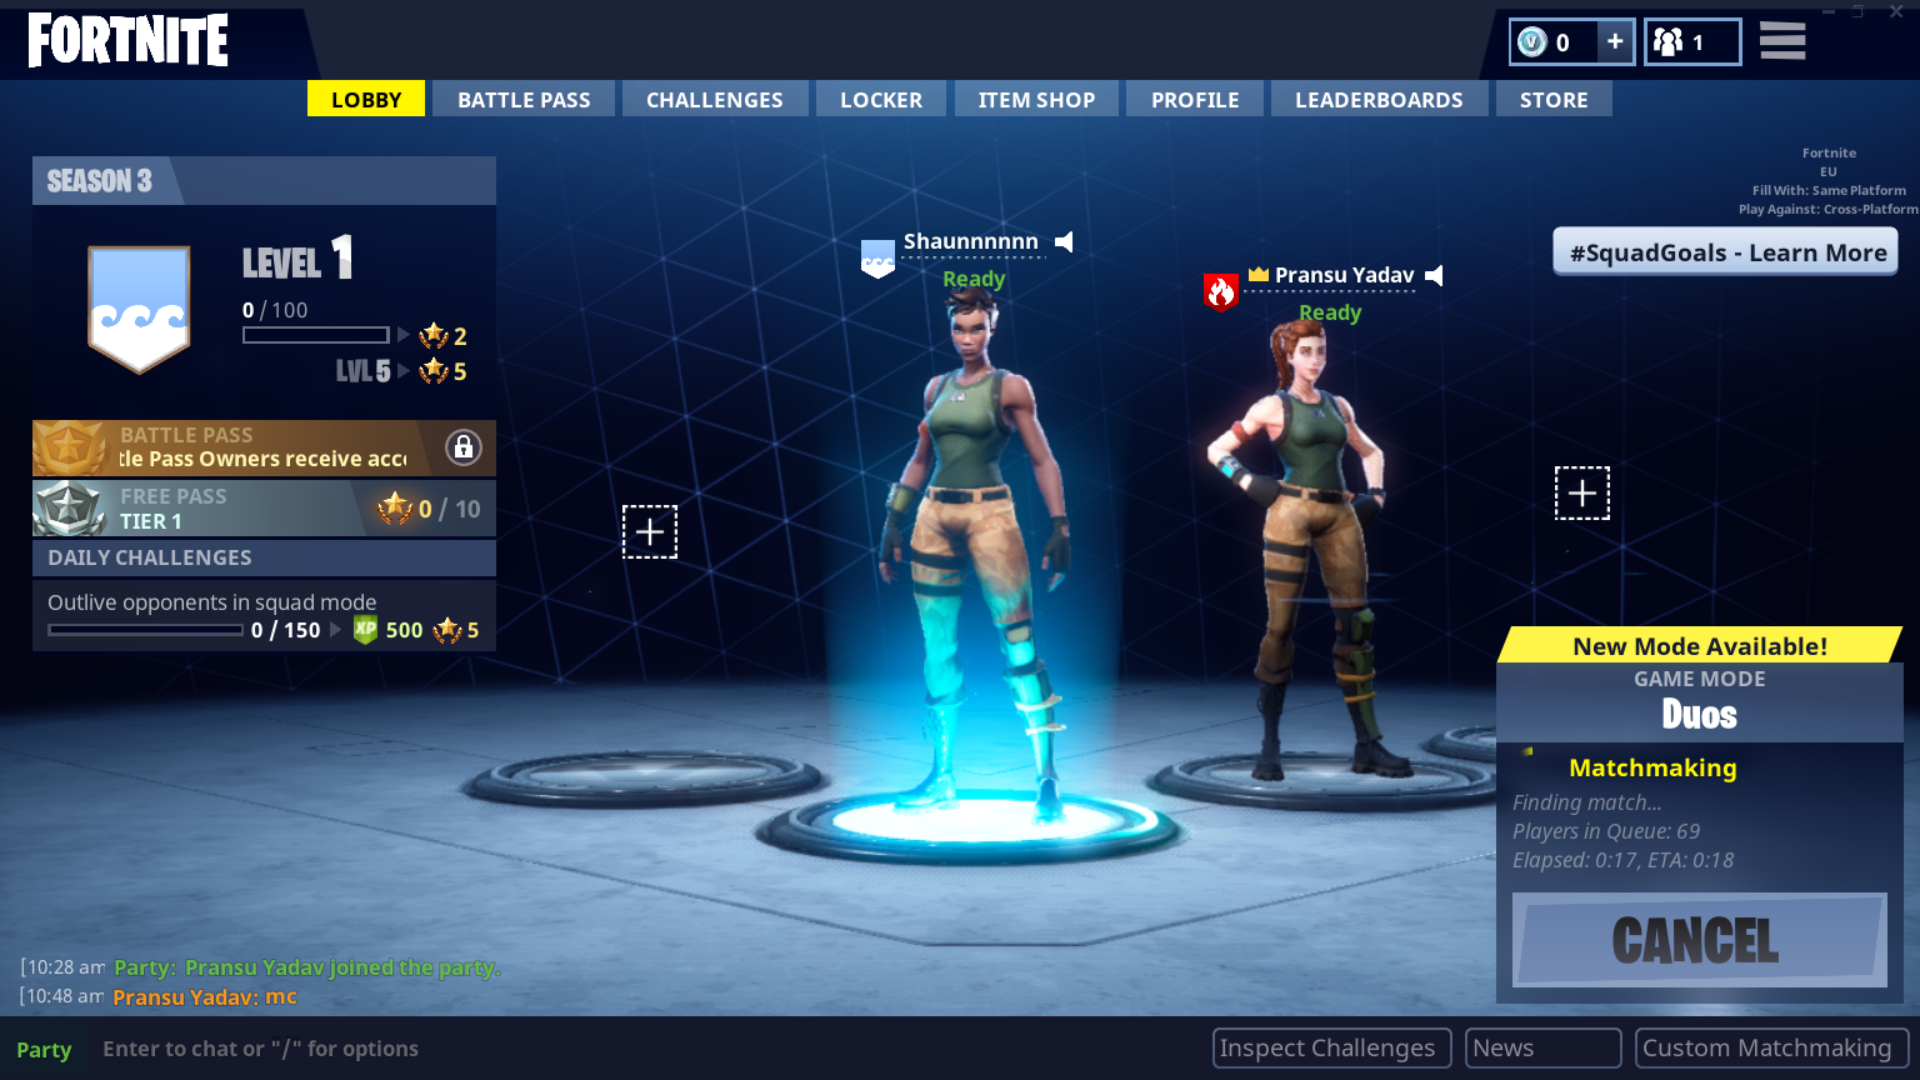 FORTNITE
0 +
1
LOBBY
BATTLE PASS
CHALLENGES
LOCKER
ITEM SHOP
PROFILE
LEADERBOARDS
STORE
Fortnite
EU
Fill With: Same Platform
Play Against: Cross-Platform
#SquadGoals - Learn More
SEASON 3
LEVEL 1
0 / 100
2
LVL 5
5
BATTLE PASS
tle Pass Owners receive acc
FREE PASS
TIER 1
0 / 10
DAILY CHALLENGES
Outlive opponents in squad mode
0 / 150 XP 500 5
Shaunnnnnn
Ready
Pransu Yadav
Ready
New Mode Available!
GAME MODE
Duos
Matchmaking
Finding match...
Players in Queue: 69
Elapsed: 0:17, ETA: 0:18
CANCEL
[10:28 am Party: Pransu Yadav joined the party.
[10:48 am Pransu Yadav: mc
Party
Enter to chat or "/" for options
Inspect Challenges
News
Custom Matchmaking